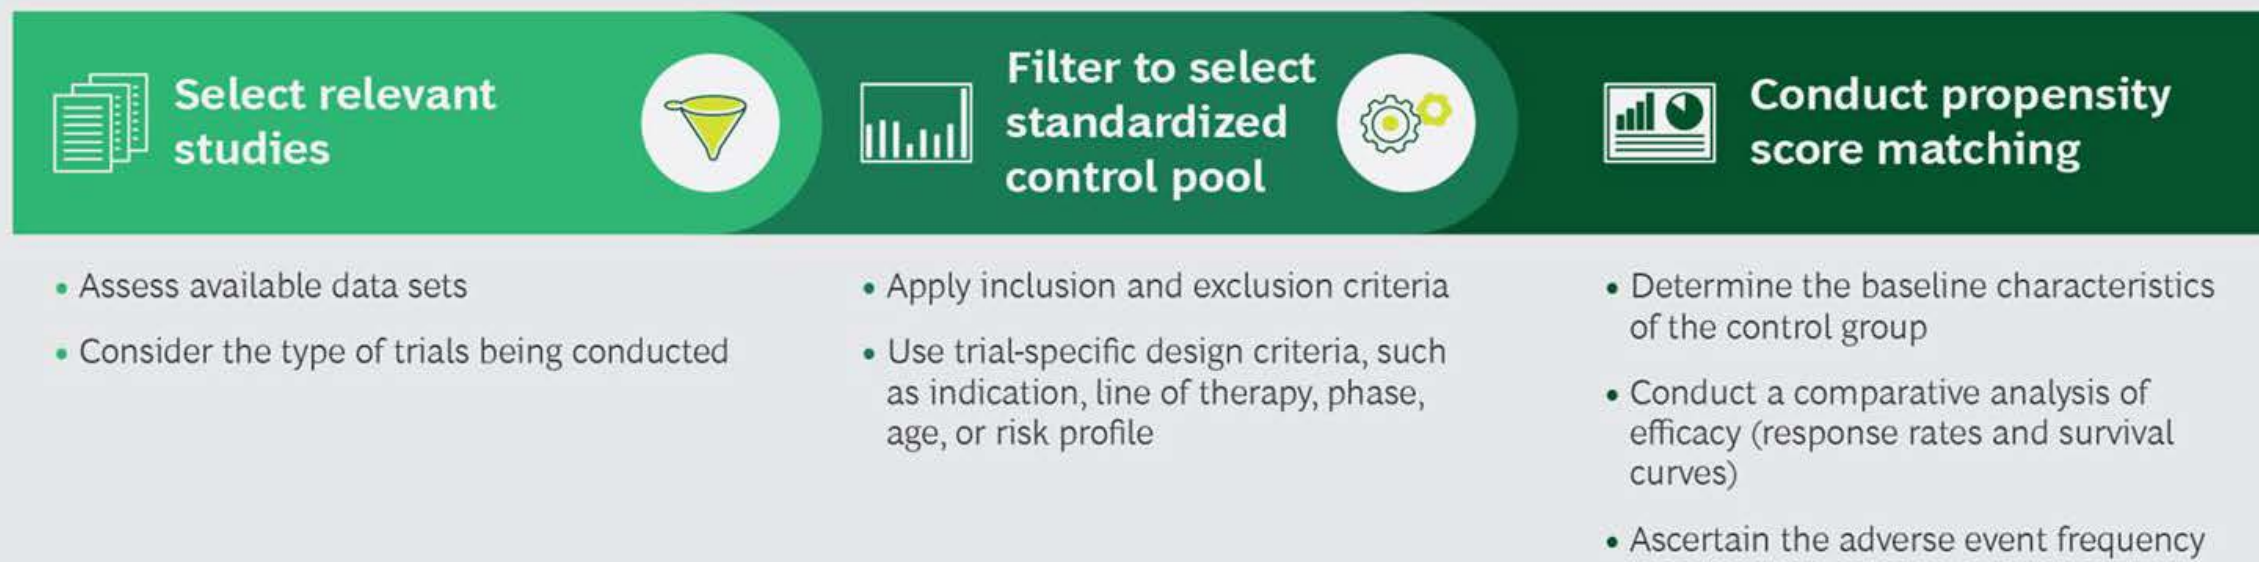 Select relevant
studies
Filter to select
standardized
control pool
Conduct propensity
score matching
• Assess available data sets
• Consider the type of trials being conducted
• Apply inclusion and exclusion criteria
• Use trial-specific design criteria, such
as indication, line of therapy, phase,
age, or risk profile
• Determine the baseline characteristics
of the control group
• Conduct a comparative analysis of
efficacy (response rates and survival
curves)
• Ascertain the adverse event frequency